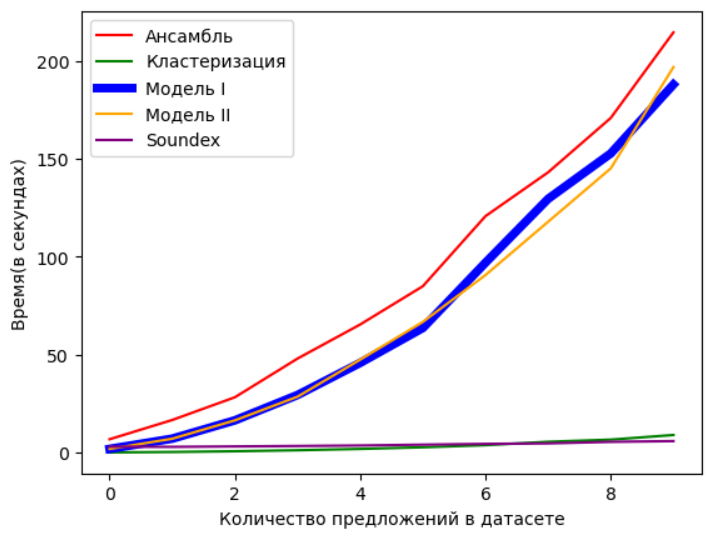 Ансамбль
Кластеризация
Модель I
Модель II
Soundex
Время(в секундах)
200
150
100
50
0
0 2 4 6 8
Количество предложений в датасете